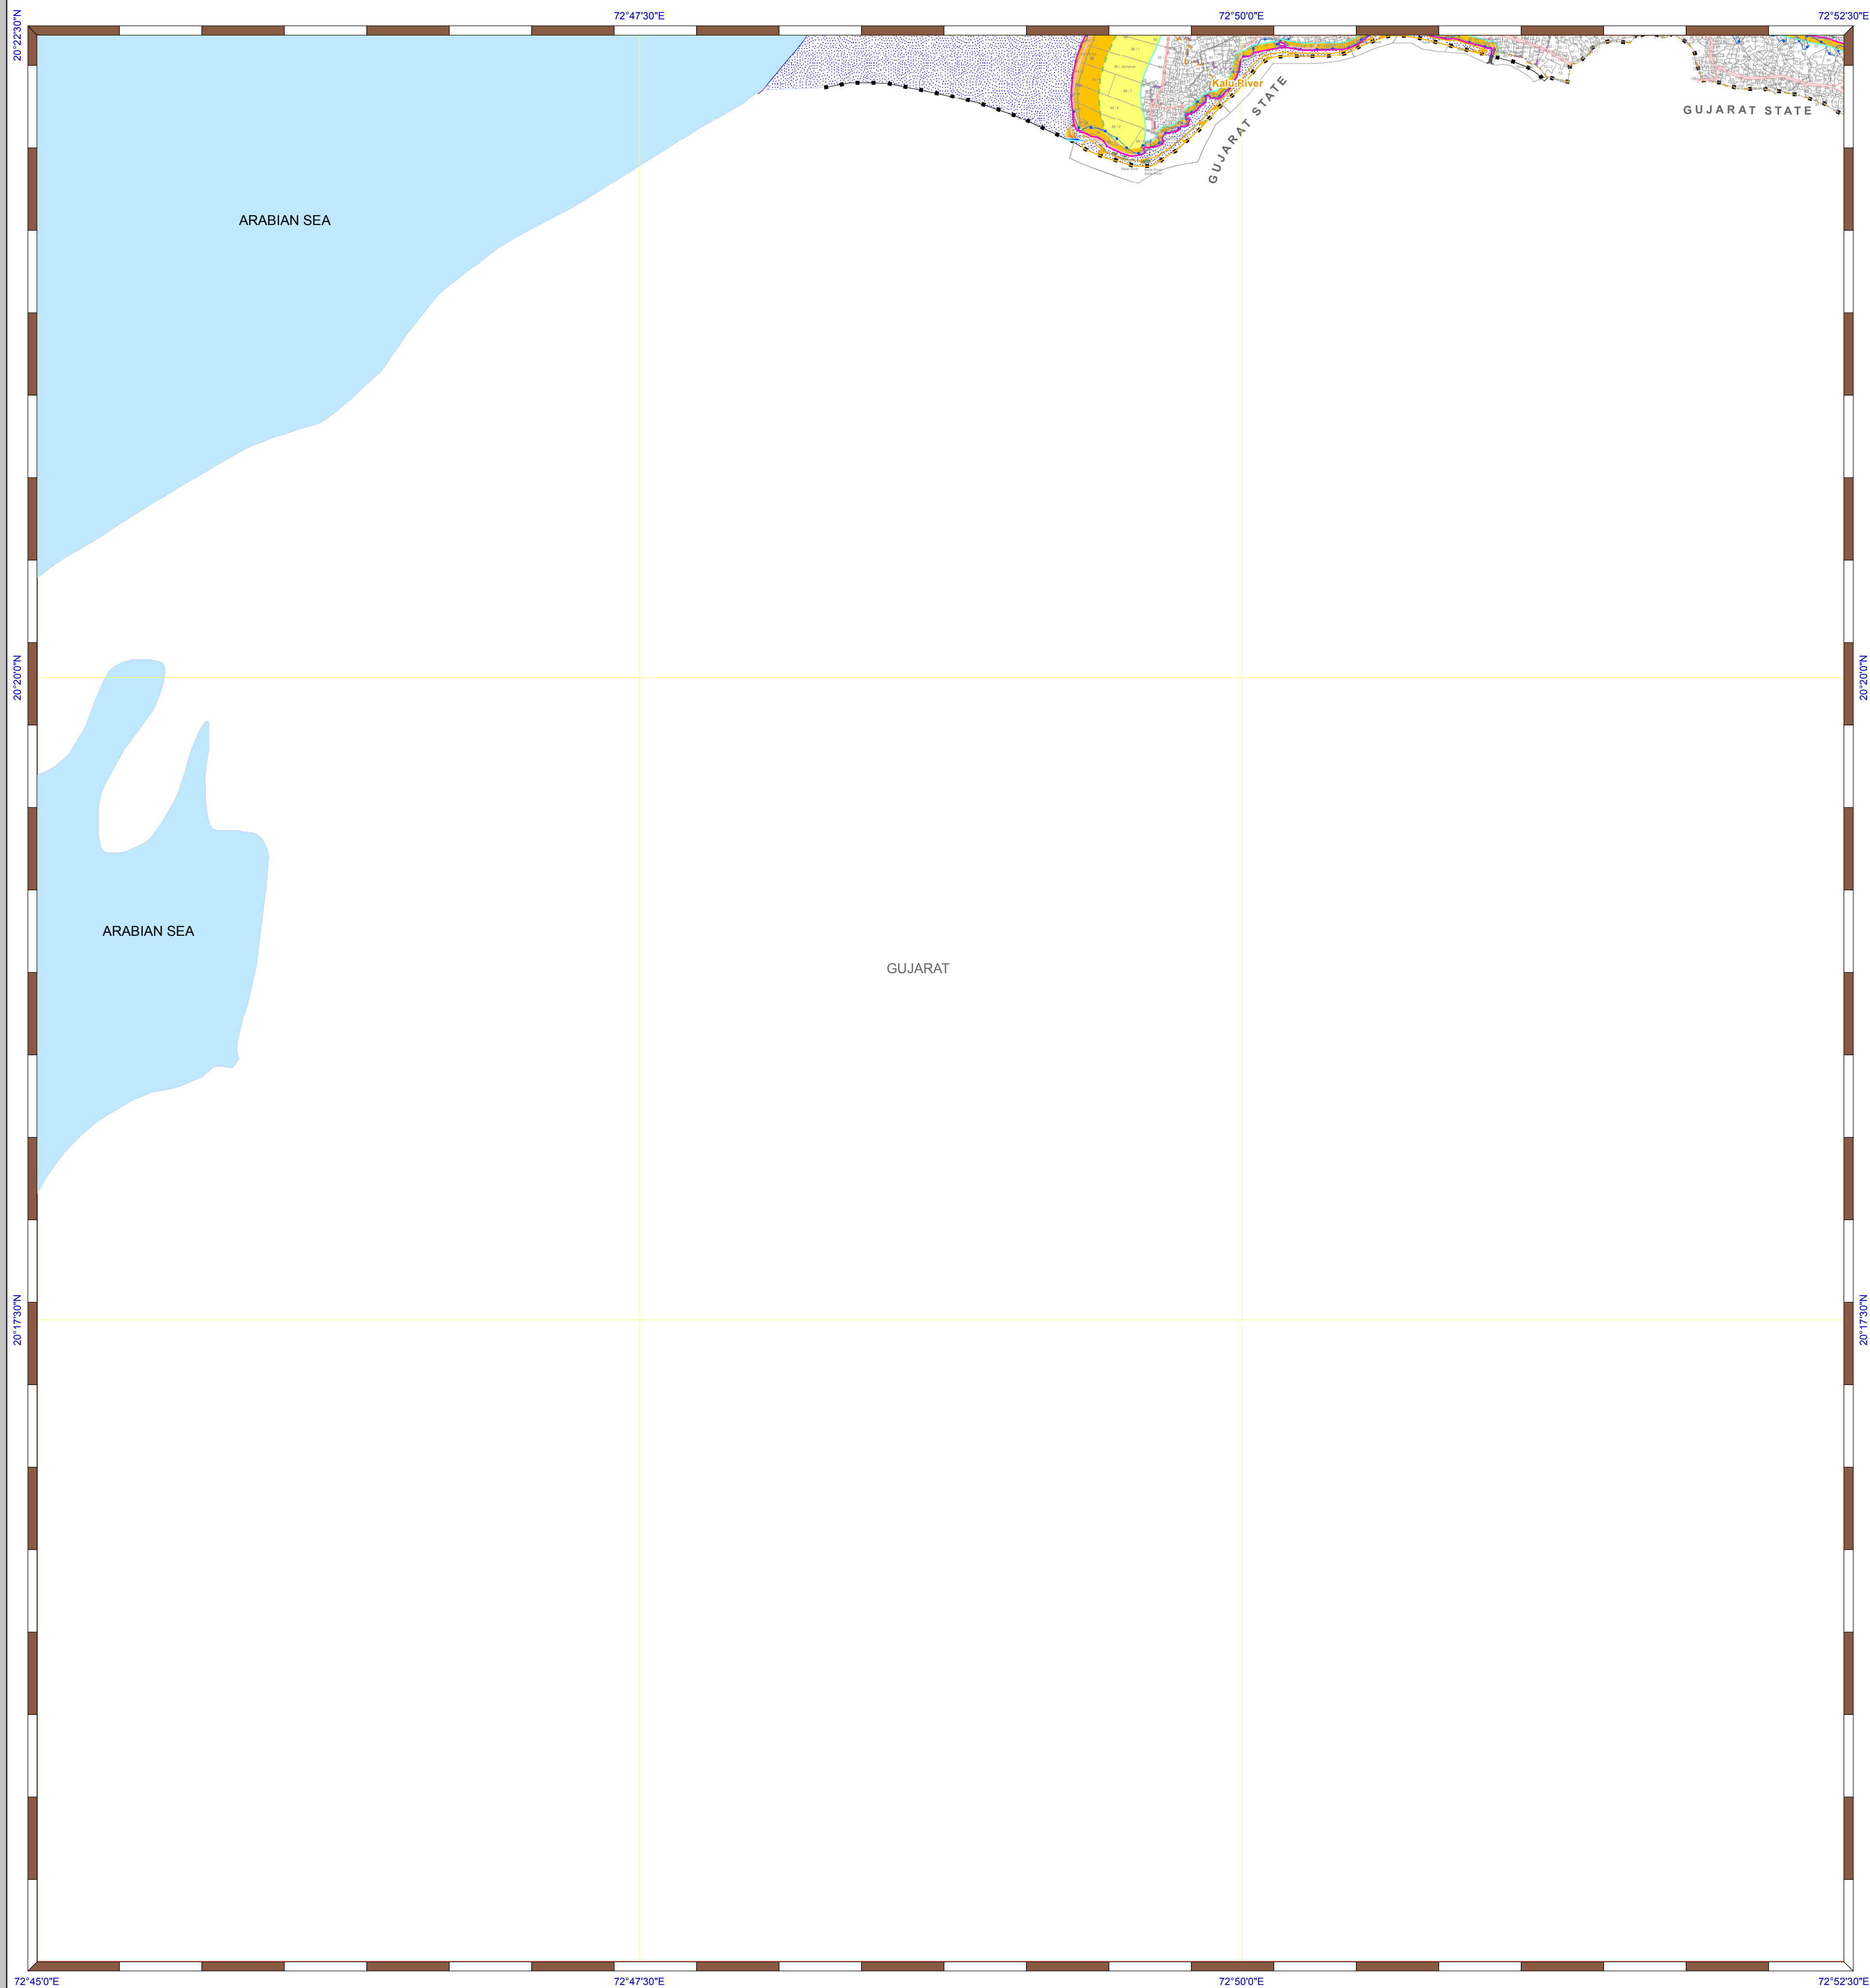 72°47'30"E
72°50'0"E
72°52'30"E
20°22'30"N
Kalu River
GUJARAT STATE
GUJARAT STATE
ARABIAN SEA
20°20'0"N
20°20'0"N
ARABIAN SEA
GUJARAT
20°17'30"N
20°17'30"N
72°45'0"E
72°47'30"E
72°50'0"E
72°52'30"E